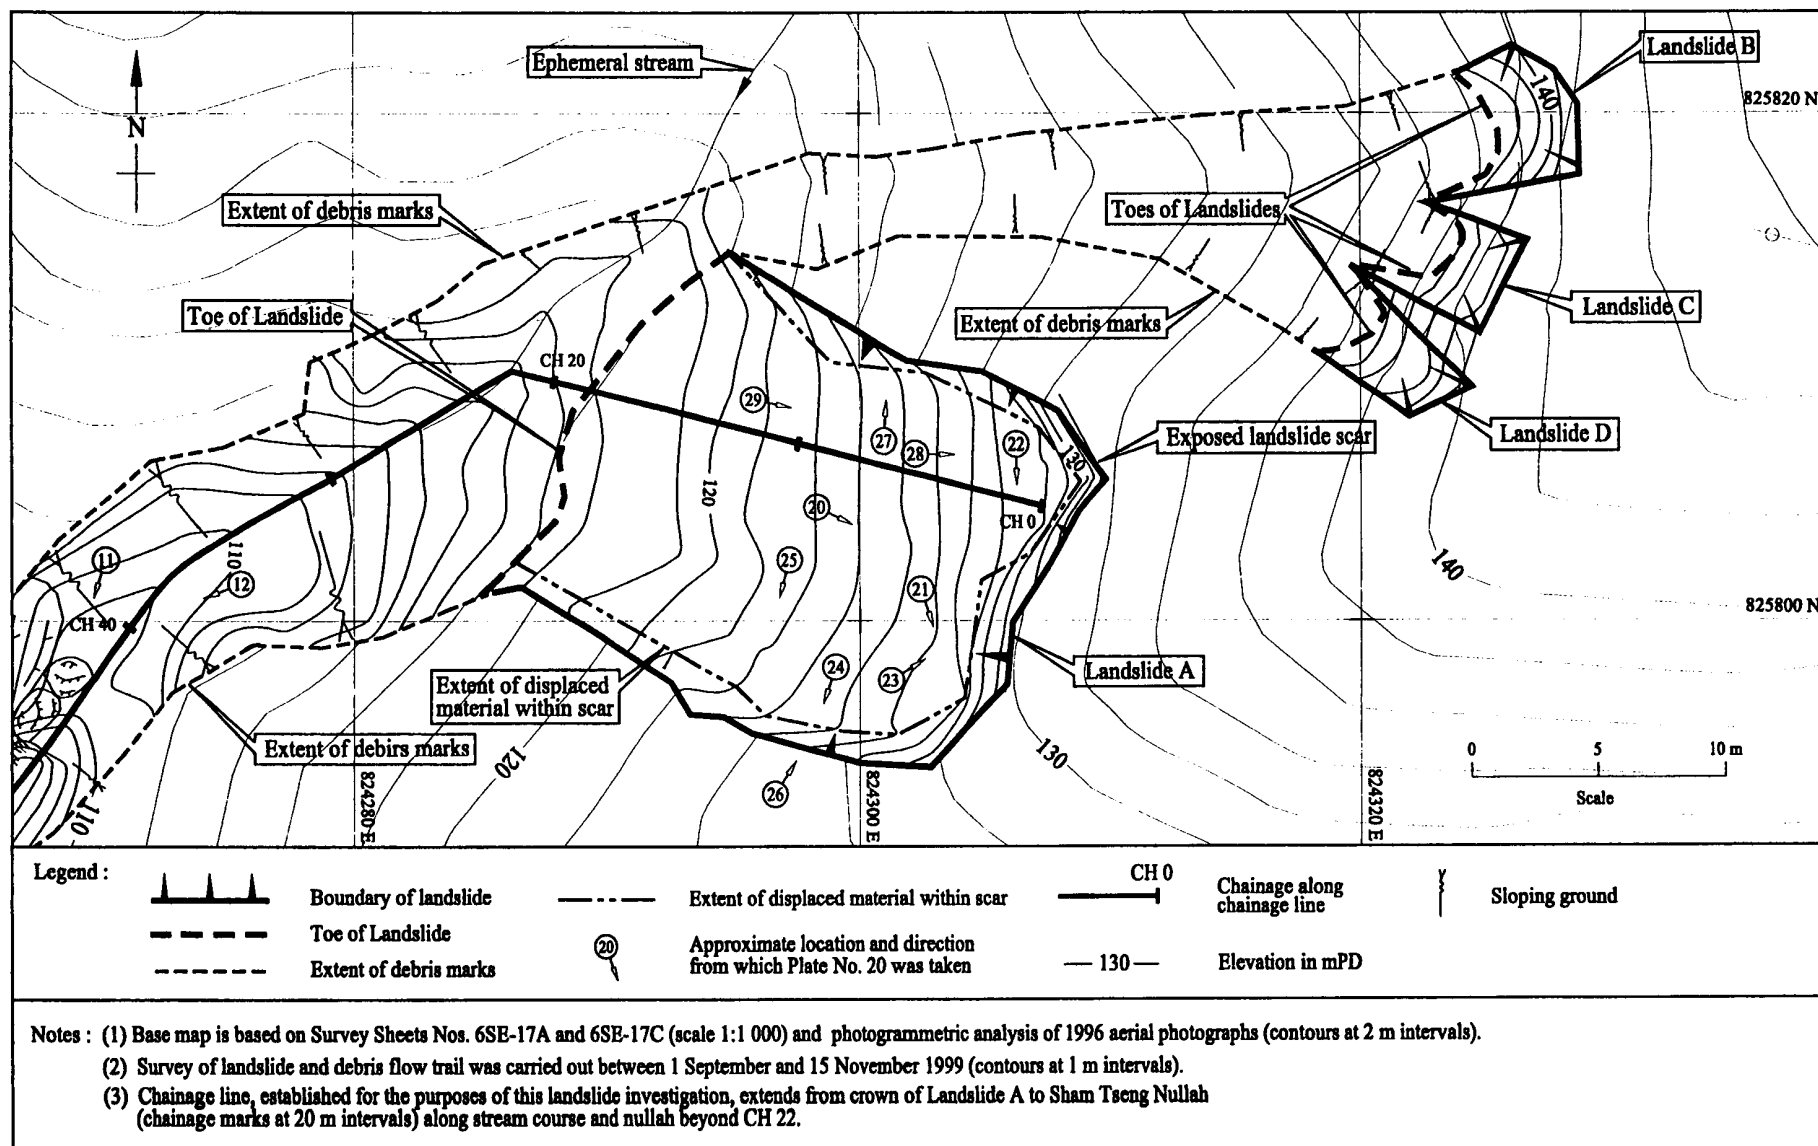 Ephemeral stream
Landslide B
140
825820 N
N
Extent of debris marks
Toes of Landslides
Toe of Landslide
Extent of debris marks
Landslide C
CH 20
29
27
28
22
130
Exposed landslide scar
Landslide D
120
20
CH 0
11
12
110
25
21
140
825800 N
CH 40
24
23
Landslide A
Extent of displaced
material within scar
Extent of debirs marks
120
26
130
110
824280 E
824300 E
824320 E
0 5 10 m
Scale
Legend :
Boundary of landslide
Toe of Landslide
Extent of debris marks
Extent of displaced material within scar
20
Approximate location and direction
from which Plate No. 20 was taken
CH 0
Chainage along
chainage line
130
Elevation in mPD
Sloping ground
Notes : (1) Base map is based on Survey Sheets Nos. 6SE-17A and 6SE-17C (scale 1:1 000) and photogrammetric analysis of 1996 aerial photographs (contours at 2 m intervals).
(2) Survey of landslide and debris flow trail was carried out between 1 September and 15 November 1999 (contours at 1 m intervals).
(3) Chainage line, established for the purposes of this landslide investigation, extends from crown of Landslide A to Sham Tseng Nullah
(chainage marks at 20 m intervals) along stream course and nullah beyond CH 22.